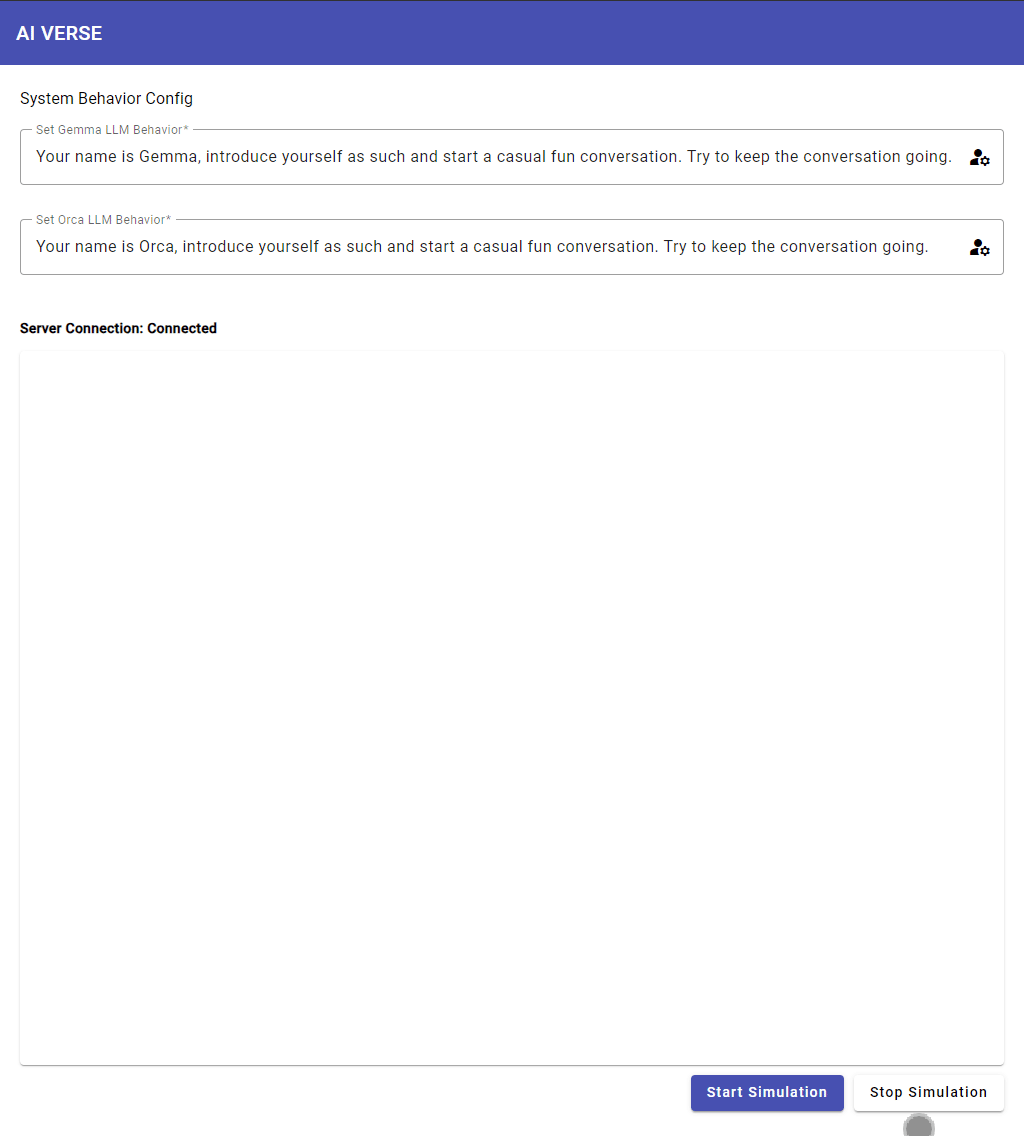 AI VERSE
System Behavior Config
Set Gemma LLM Behavior*
Your name is Gemma, introduce yourself as such and start a casual fun conversation. Try to keep the conversation going.
Set Orca LLM Behavior*
Your name is Orca, introduce yourself as such and start a casual fun conversation. Try to keep the conversation going.
Server Connection: Connected
Start Simulation
Stop Simulation